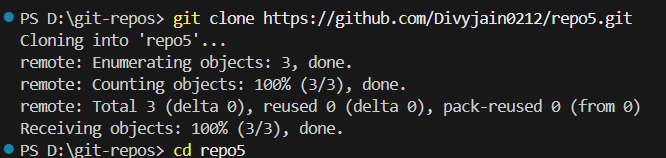 PS D:\git-repos> git clone https://github.com/Divyjain0212/repo5.git
Cloning into 'repo5'...
remote: Enumerating objects: 3, done.
remote: Counting objects: 100% (3/3), done.
remote: Total 3 (delta 0), reused 0 (delta 0), pack-reused 0 (from 0)
Receiving objects: 100% (3/3), done.
PS D:\git-repos> cd repo5